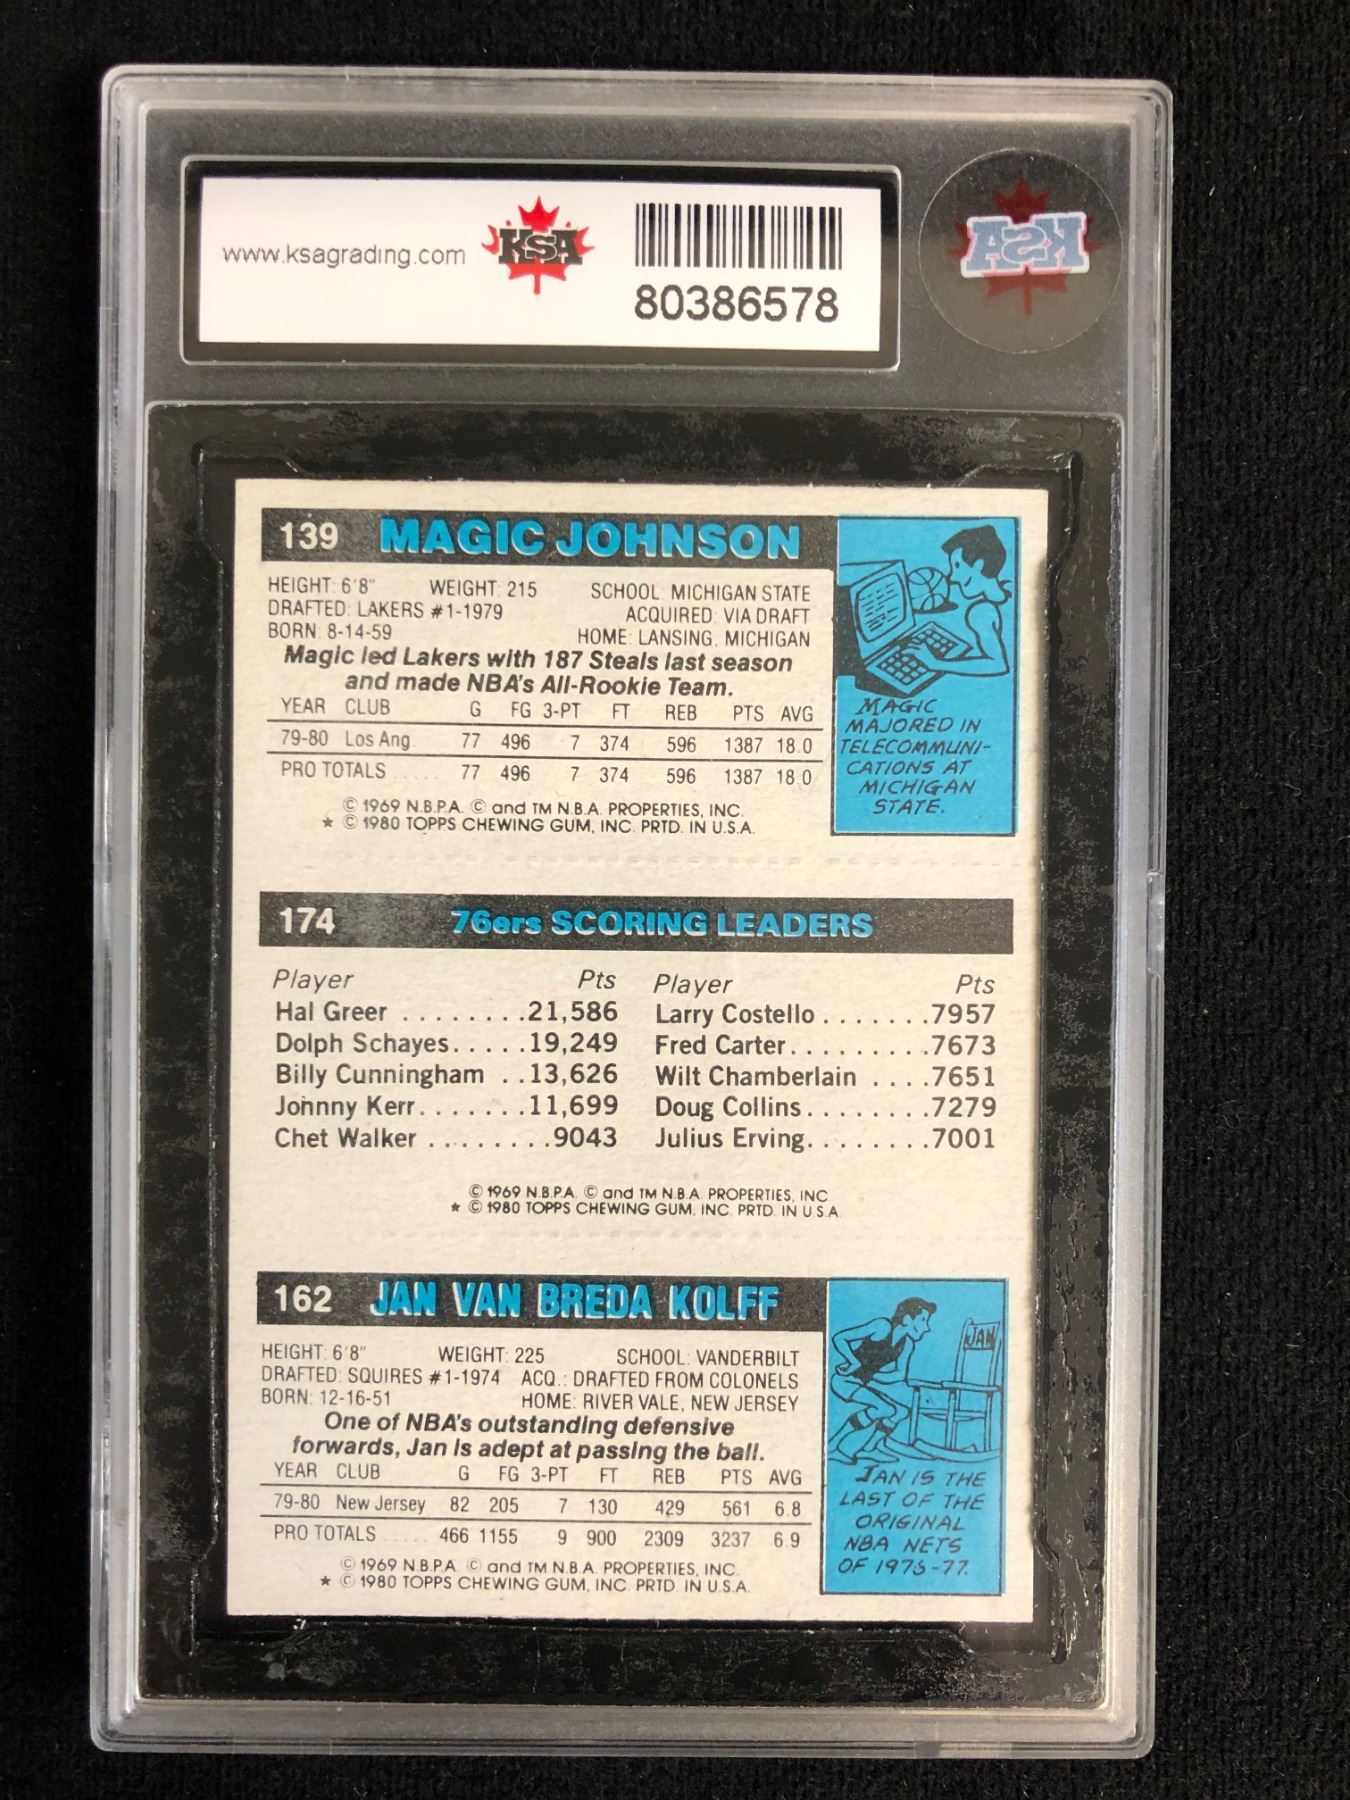 www.ksagrading.com
KSA
80386578
KSA
139 MAGIC JOHNSON
HEIGHT: 6'8" WEIGHT: 215 SCHOOL: MICHIGAN STATE
DRAFTED: LAKERS #1-1979 ACQUIRED: VIA DRAFT
BORN: 8-14-59 HOME: LANSING, MICHIGAN
Magic led Lakers with 187 Steals last season
and made NBA's All-Rookie Team.
YEAR CLUB G FG 3-PT FT REB PTS AVG
79-80 Los Ang. 77 496 7 374 596 1387 18.0
PRO TOTALS ..... 77 496 7 374 596 1387 18.0
© 1969 N.B.P.A. © and TM N.B.A. PROPERTIES, INC.
* © 1980 TOPPS CHEWING GUM, INC. PRTD. IN U.S.A.
MAGIC
MAJORED IN
TELECOMMUNI-
CATIONS AT
MICHIGAN
STATE.
174 76ers SCORING LEADERS
Player Pts Player Pts
Hal Greer ........21,586 Larry Costello .......7957
Dolph Schayes.....19,249 Fred Carter.........7673
Billy Cunningham ..13,626 Wilt Chamberlain ....7651
Johnny Kerr.......11,699 Doug Collins........7279
Chet Walker ........9043 Julius Erving........7001
© 1969 N.B.P.A. © and TM N.B.A. PROPERTIES, INC.
* © 1980 TOPPS CHEWING GUM, INC. PRTD. IN U.S.A.
162 JAN VAN BREDA KOLFF
HEIGHT: 6'8" WEIGHT: 225 SCHOOL: VANDERBILT
DRAFTED: SQUIRES #1-1974 ACQ.: DRAFTED FROM COLONELS
BORN: 12-16-51 HOME: RIVER VALE, NEW JERSEY
One of NBA's outstanding defensive
forwards, Jan is adept at passing the ball.
YEAR CLUB G FG 3-PT FT REB PTS AVG
79-80 New Jersey 82 205 7 130 429 561 6.8
PRO TOTALS ..... 466 1155 9 900 2309 3237 6.9
© 1969 N.B.P.A. © and TM N.B.A. PROPERTIES, INC.
* © 1980 TOPPS CHEWING GUM, INC. PRTD. IN U.S.A.
JAN
JAN IS THE
LAST OF THE
ORIGINAL
NBA NETS
OF 1976-77.